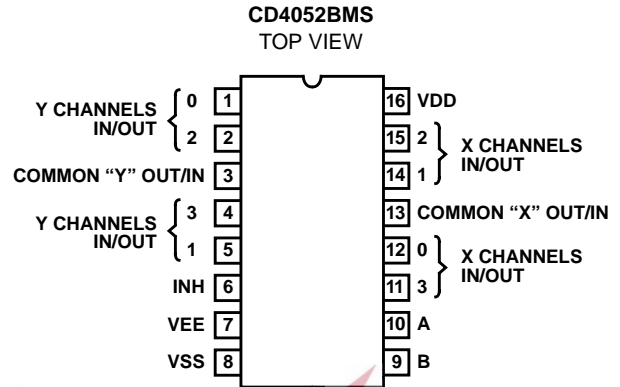 CD4052BMS
TOP VIEW
Y CHANNELS IN/OUT
0
1
2
2
COMMON “Y” OUT/IN
3
Y CHANNELS IN/OUT
3
4
1
5
INH
6
VEE
7
VSS
8
16
VDD
15
2
14
1
X CHANNELS IN/OUT
13
COMMON “X” OUT/IN
12
0
11
3
X CHANNELS IN/OUT
10
A
9
B